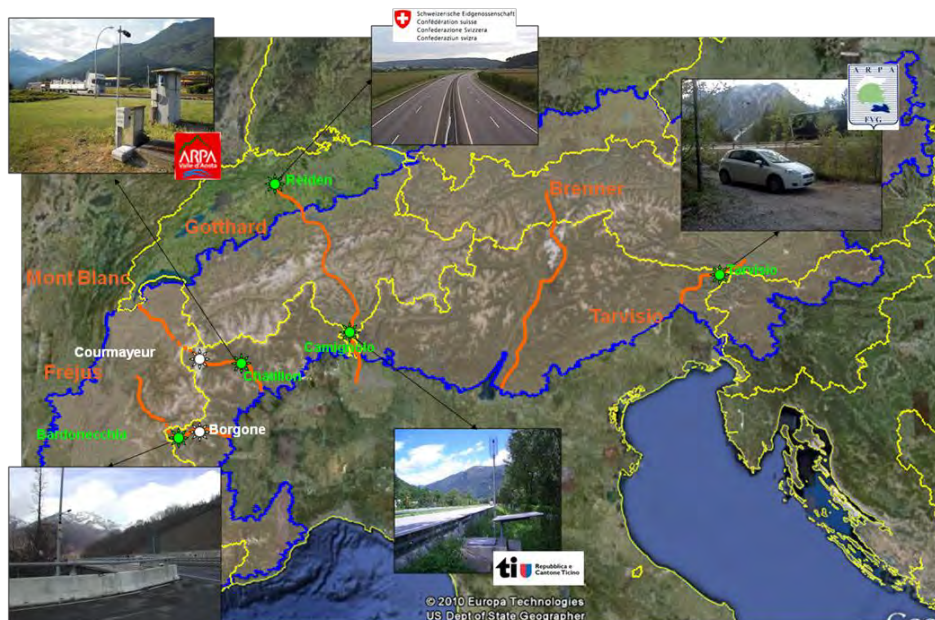 Schweizerische Eidgenossenschaft
Confédération suisse
Confederazione Svizzera
Confederaziun svizra
A R P A
FVG
ARPA
Valle d'Aosta
Reiden
Brenner
Gotthard
Mont Blanc
Tarvisio
Tarvisio
Camignolo
Courmayeur
Châtillon
Fréjus
Borgone
Bardonecchia
ti
Repubblica e
Cantone Ticino
© 2010 Europa Technologies
US Dept of State Geographer